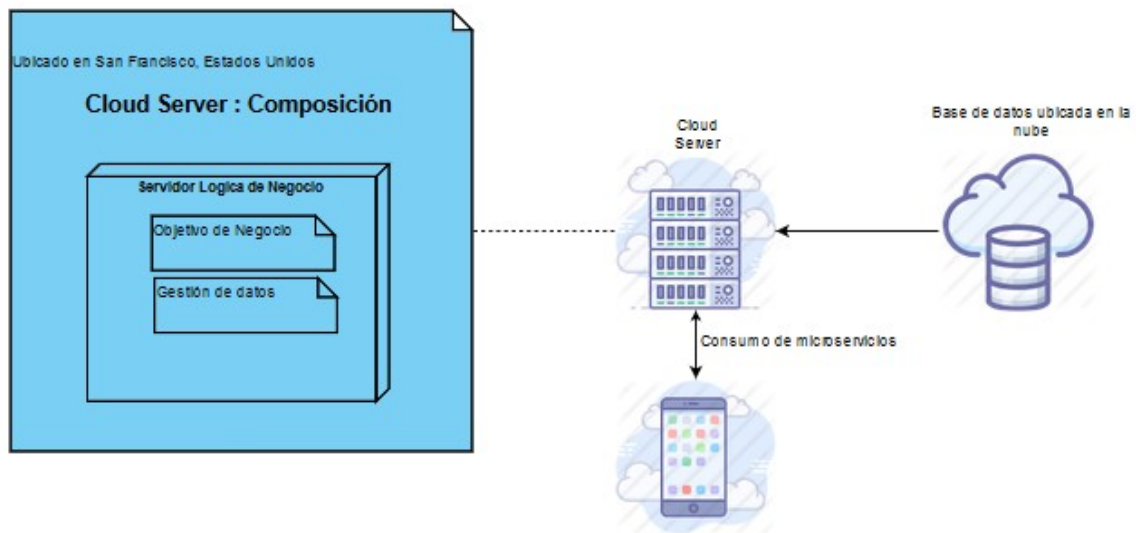 Ubicado en San Francisco, Estados Unidos
Cloud Server : Composición
Servidor Logica de Negocio
Objetivo de Negocio
Gestión de datos
Cloud
Server
Base de datos ubicada en la
nube
Consumo de microservicios